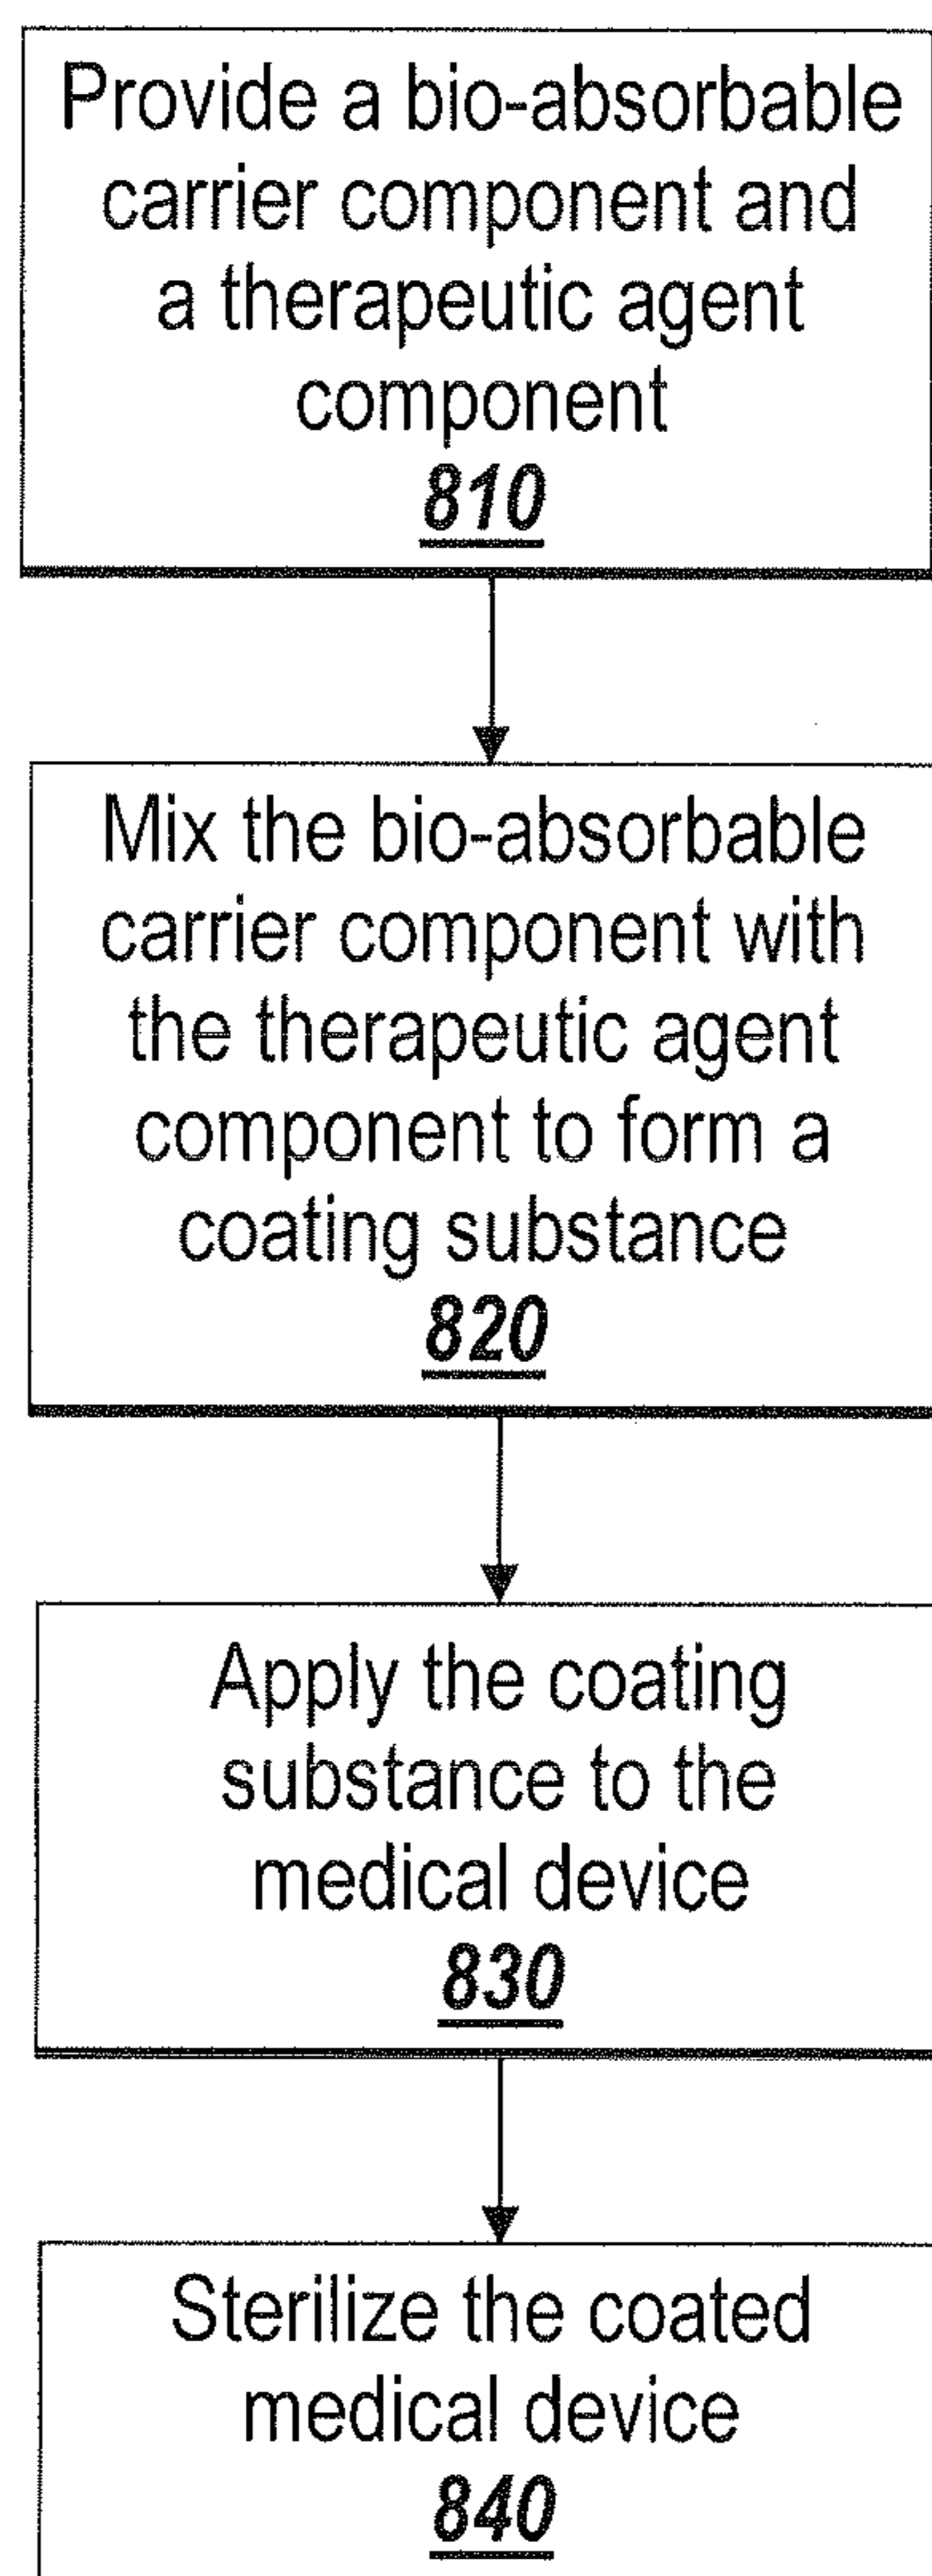 Provide a bio-absorbable
carrier component and
a therapeutic agent
component
810
Mix the bio-absorbable
carrier component with
the therapeutic agent
component to form a
coating substance
820
Apply the coating
substance to the
medical device
830
Sterilize the coated
medical device
840